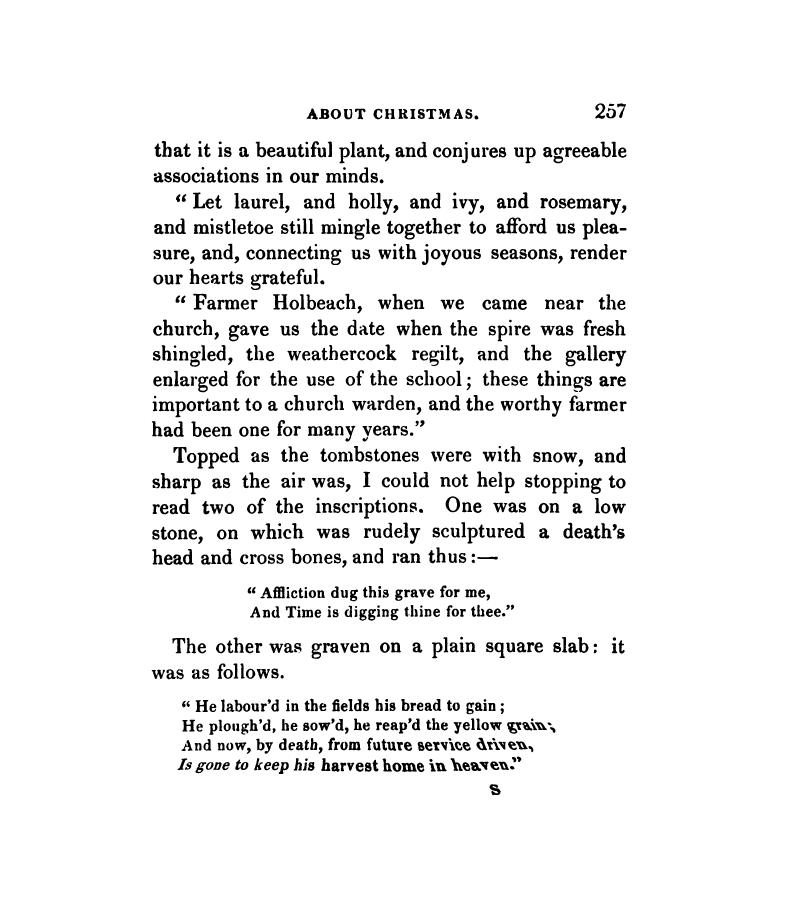 ABOUT CHRISTMAS. 257
that it is a beautiful plant, and conjures up agreeable
associations in our minds.
“ Let laurel, and holly, and ivy, and rosemary,
and mistletoe still mingle together to afford us plea-
sure, and, connecting us with joyous seasons, render
our hearts grateful.
“ Farmer Holbeach, when we came near the
church, gave us the date when the spire was fresh
shingled, the weathercock regilt, and the gallery
enlarged for the use of the school; these things are
important to a church warden, and the worthy farmer
had been one for many years.”
Topped as the tombstones were with snow, and
sharp as the air was, I could not help stopping to
read two of the inscriptions. One was on a low
stone, on which was rudely sculptured a death’s
head and cross bones, and ran thus :—
“ Affliction dug this grave for me,
And Time is digging thine for thee.”
The other was graven on a plain square slab: it
was as follows.
“ He labour’d in the fields his bread to gain ;
He plough’d, he sow’d, he reap’d the yellow grain;
And now, by death, from future service driven,
Is gone to keep his harvest home in heaven.”
S